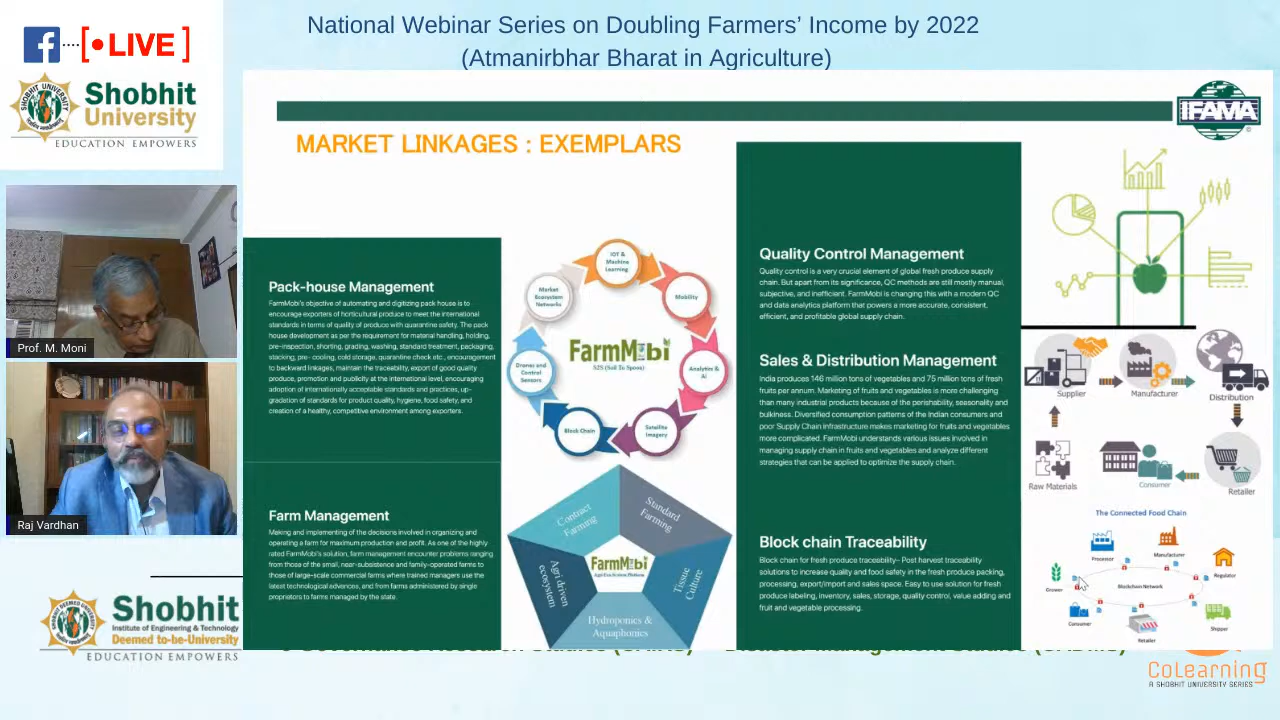 National Webinar Series on Doubling Farmers' Income by 2022
(Atmanirbhar Bharat in Agriculture)
LIVE
SHOBHIT UNIVERSITY
Shobhit
University
EDUCATION EMPOWERS
Prof. M. Moni
Raj Vardhan
Shobhit
Institute of Engineering & Technology
Deemed to-be-University
EDUCATION EMPOWERS
IFAMA
MARKET LINKAGES : EXEMPLARS
Pack-house Management
FarmMobi's objective of automating and digitizing pack house is to
encourage exporters of horticultural produce to meet the international
standards in terms of quality of produce with quarantine safety. The pack
house development as per the requirement for material handling, holding,
pre-inspection, shorting, grading, washing, standard treatment, packaging,
stacking, pre- cooling, cold storage, quarantine check etc., encouragement
to backward linkages, maintain the traceability, export of good quality
produce, promotion and publicity at the international level, encouraging
adoption of internationally acceptable standards and practices, up-
gradation of standards for product quality, hygiene, food safety, and
creation of a healthy, competitive environment among exporters.
Farm Management
Making and implementing of the decisions involved in organizing and
operating a farm for maximum production and profit. As one of the highly
rated FarmMobi's solution, farm management encounter problems ranging
from those of the small, near-subsistence and family-operated farms to
those of large-scale commercial farms where trained managers use the
latest technological advances, and from farms administered by single
proprietors to farms managed by the state.
IOT &
Machine
Learning
Mobility
Analytics &
AI
Satellite
Imagery
Block Chain
Drones and
Control
Sensors
Market
Ecosystem
Networks
FarmMobi
S2S (Soil To Spoon)
Contract
Farming
Standard
Farming
Tissue
Culture
Hydroponics &
Aquaphomics
Agri driven
ecosystem
FarmMobi
Quality Control Management
Quality control is a very crucial element of global fresh produce supply
chain. But apart from its significance, QC methods are still mostly manual,
subjective, and inefficient. FarmMobi is changing this with a modern QC
and data analytics platform that powers a more accurate, consistent,
efficient, and profitable global supply chain.
Sales & Distribution Management
India produces 146 million tons of vegetables and 75 million tons of fresh
fruits per annum. Marketing of fruits and vegetables is more challenging
than many industrial products because of the perishability, seasonality and
bulkiness. Diversified consumption patterns of the Indian consumers and
poor Supply Chain infrastructure makes marketing for fruits and vegetables
more complicated. FarmMobi understands various issues involved in
managing supply chain in fruits and vegetables and analyze different
strategies that can be applied to optimize the supply chain.
Block chain Traceability
Block chain for fresh produce traceability– Post harvest traceability
solutions to increase quality and food safety in the fresh produce packing,
processing, export/import and sales space. Easy to use solution for fresh
produce labeling, inventory, sales, storage, quality control, value adding and
fruit and vegetable processing.
Supplier
Manufacturer
Distribution
Raw Materials
Consumer
Retailer
The Connected Food Chain
Processor
Manufacturer
Regulator
Grower
Blockchain Network
Consumer
Retailer
Shipper
CoLearning
A SHOBHIT UNIVERSITY SERIES